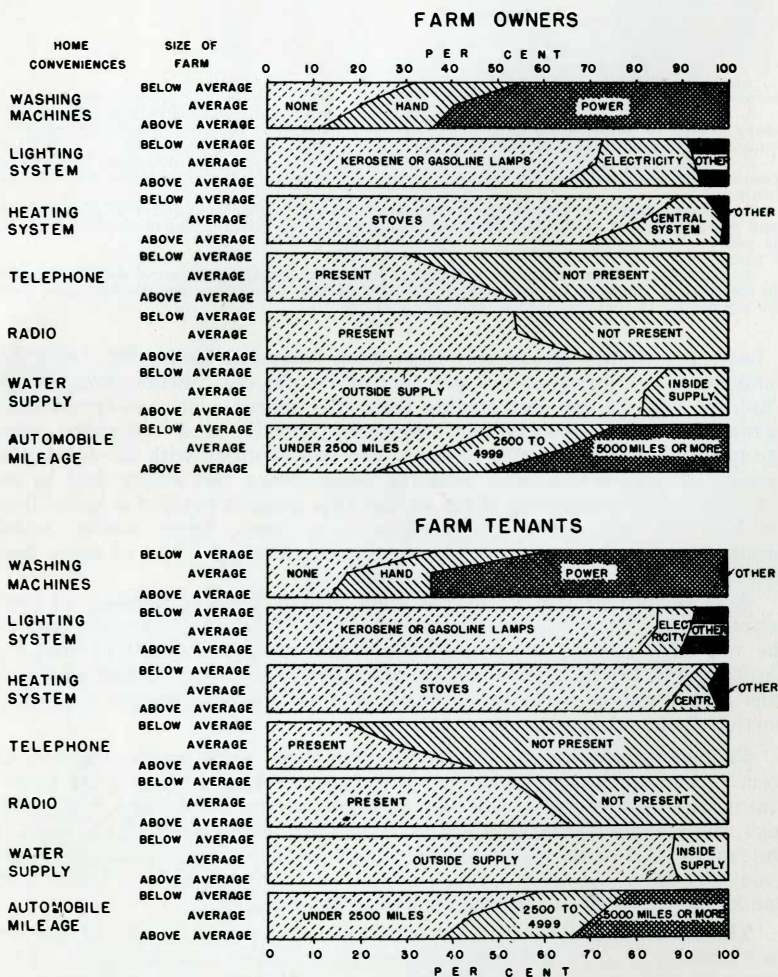 FARM OWNERS
HOME CONVENIENCES
SIZE OF FARM
PER CENT
0 10 20 30 40 50 60 70 80 90 100
WASHING MACHINES
BELOW AVERAGE
AVERAGE
ABOVE AVERAGE
NONE HAND POWER
LIGHTING SYSTEM
BELOW AVERAGE
AVERAGE
ABOVE AVERAGE
KEROSENE OR GASOLINE LAMPS ELECTRICITY OTHER
HEATING SYSTEM
BELOW AVERAGE
AVERAGE
ABOVE AVERAGE
STOVES CENTRAL SYSTEM OTHER
TELEPHONE
BELOW AVERAGE
AVERAGE
ABOVE AVERAGE
PRESENT NOT PRESENT
RADIO
BELOW AVERAGE
AVERAGE
ABOVE AVERAGE
PRESENT NOT PRESENT
WATER SUPPLY
BELOW AVERAGE
AVERAGE
ABOVE AVERAGE
OUTSIDE SUPPLY INSIDE SUPPLY
AUTOMOBILE MILEAGE
BELOW AVERAGE
AVERAGE
ABOVE AVERAGE
UNDER 2500 MILES 2500 TO 4999 5000 MILES OR MORE
FARM TENANTS
WASHING MACHINES
BELOW AVERAGE
AVERAGE
ABOVE AVERAGE
NONE HAND POWER OTHER
LIGHTING SYSTEM
BELOW AVERAGE
AVERAGE
ABOVE AVERAGE
KEROSENE OR GASOLINE LAMPS ELECTRICITY OTHER
HEATING SYSTEM
BELOW AVERAGE
AVERAGE
ABOVE AVERAGE
STOVES CENTR. OTHER
TELEPHONE
BELOW AVERAGE
AVERAGE
ABOVE AVERAGE
PRESENT NOT PRESENT
RADIO
BELOW AVERAGE
AVERAGE
ABOVE AVERAGE
PRESENT NOT PRESENT
WATER SUPPLY
BELOW AVERAGE
AVERAGE
ABOVE AVERAGE
OUTSIDE SUPPLY INSIDE SUPPLY
AUTOMOBILE MILEAGE
BELOW AVERAGE
AVERAGE
ABOVE AVERAGE
UNDER 2500 MILES 2500 TO 4999 5000 MILES OR MORE
0 10 20 30 40 50 60 70 80 90 100
PER CENT